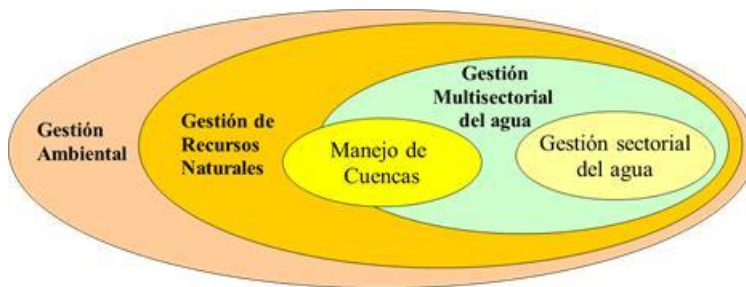 Gestión
Ambiental
Gestión de
Recursos
Naturales
Gestión
Multisectorial
del agua
Manejo de
Cuencas
Gestión sectorial
del agua